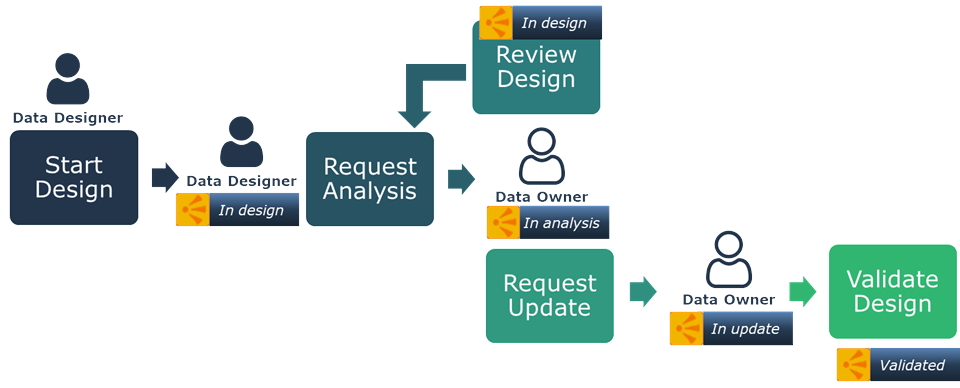 In design
Review
Design
Data Designer
Start
Design
Data Designer
In design
Request
Analysis
Data Owner
In analysis
Request
Update
Data Owner
In update
Validate
Design
Validated